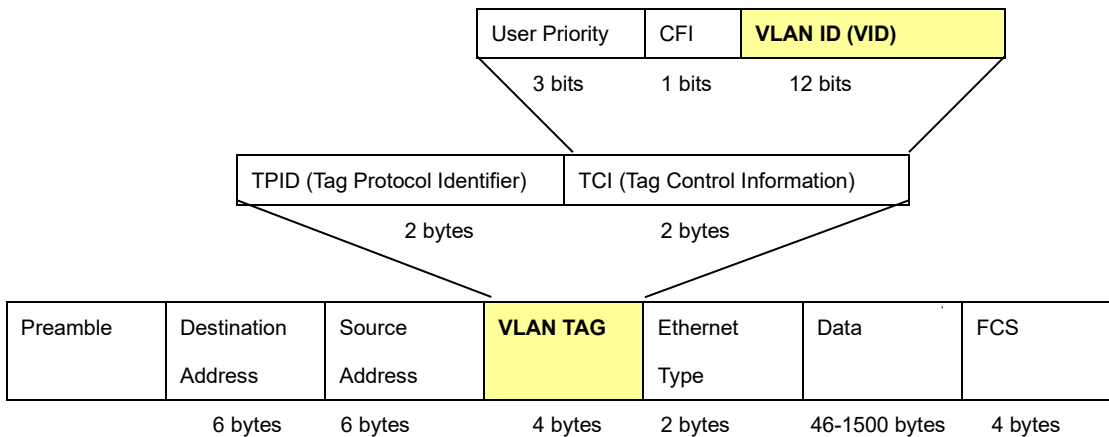 User Priority CFI VLAN ID (VID)
3 bits 1 bits 12 bits
TPID (Tag Protocol Identifier) TCI (Tag Control Information)
2 bytes 2 bytes
Preamble Destination Source VLAN TAG Ethernet Data FCS
Address Address Type
6 bytes 6 bytes 4 bytes 2 bytes 46-1500 bytes 4 bytes